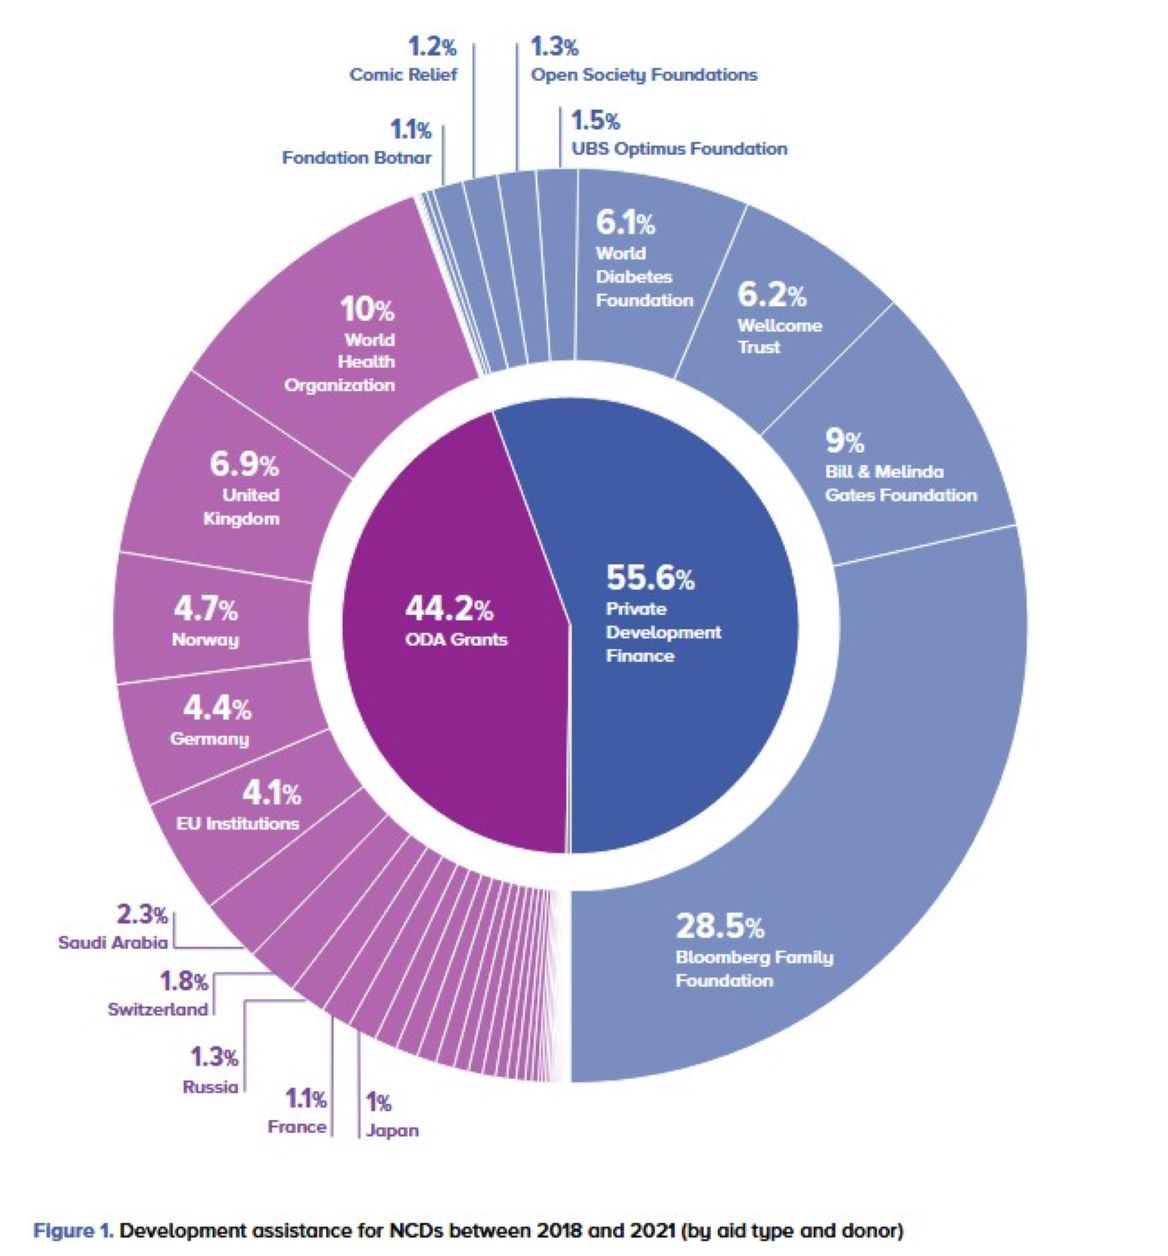 1.2%
Comic Relief
1.3%
Open Society Foundations
1.1%
Fondation Botnar
1.5%
UBS Optimus Foundation
6.1%
World
Diabetes
Foundation
6.2%
Wellcome
Trust
9%
Bill & Melinda
Gates Foundation
28.5%
Bloomberg Family
Foundation
10%
World
Health
Organization
6.9%
United
Kingdom
4.7%
Norway
4.4%
Germany
4.1%
EU Institutions
2.3%
Saudi Arabia
1.8%
Switzerland
1.3%
Russia
1.1%
France
1%
Japan
44.2%
ODA Grants
55.6%
Private
Development
Finance
Figure 1. Development assistance for NCDs between 2018 and 2021 (by aid type and donor)